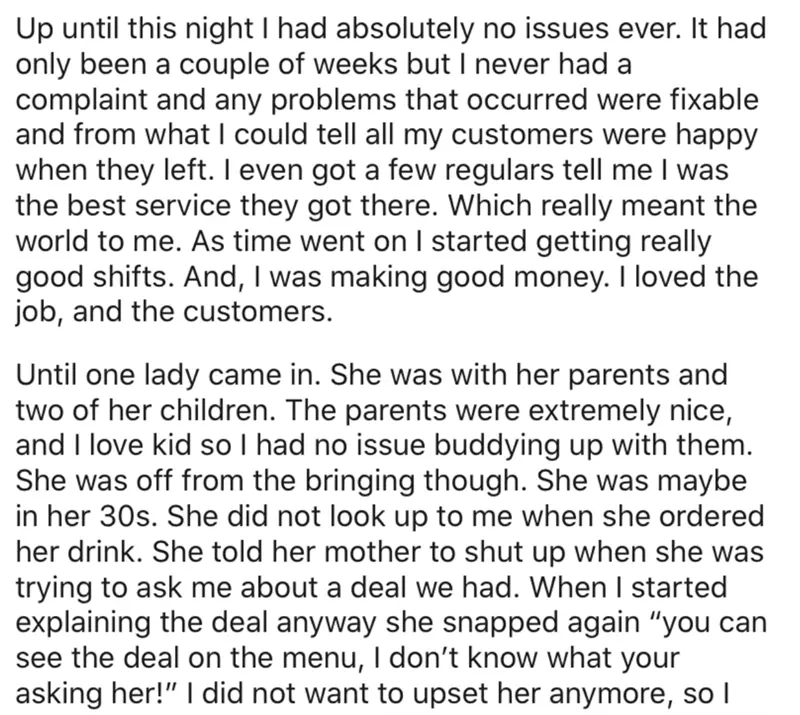 Up until this night I had absolutely no issues ever. It had
only been a couple of weeks but I never had a
complaint and any problems that occurred were fixable
and from what I could tell all my customers were happy
when they left. I even got a few regulars tell me I was
the best service they got there. Which really meant the
world to me. As time went on I started getting really
good shifts. And, I was making good money. I loved the
job, and the customers.
Until one lady came in. She was with her parents and
two of her children. The parents were extremely nice,
and I love kid so I had no issue buddying up with them.
She was off from the bringing though. She was maybe
in her 30s. She did not look up to me when she ordered
her drink. She told her mother to shut up when she was
trying to ask me about a deal we had. When I started
explaining the deal anyway she snapped again “you can
see the deal on the menu, I don’t know what your
asking her!” I did not want to upset her anymore, so I